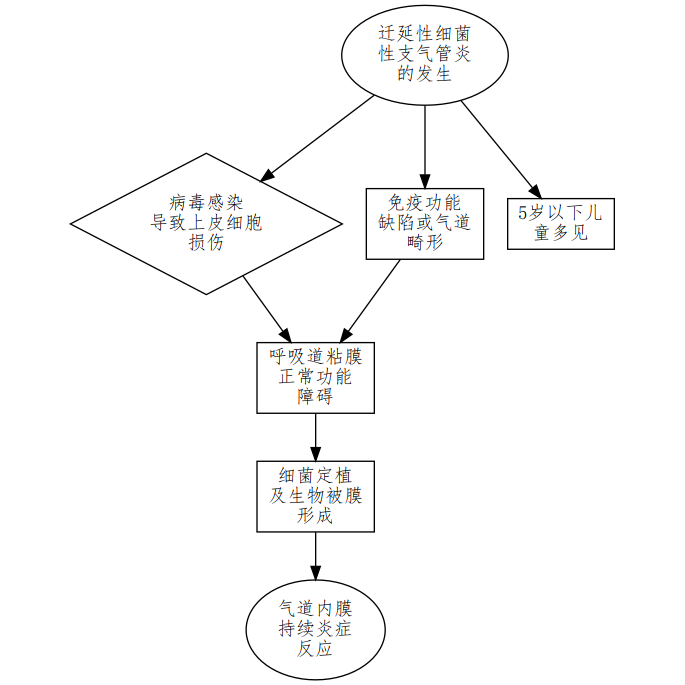 迁延性细菌
性支气管炎
的发生
病毒感染
导致上皮细胞
损伤
免疫功能
缺陷或气道
畸形
5岁以下儿
童多见
呼吸道粘膜
正常功能
障碍
细菌定植
及生物被膜
形成
气道内膜
持续炎症
反应